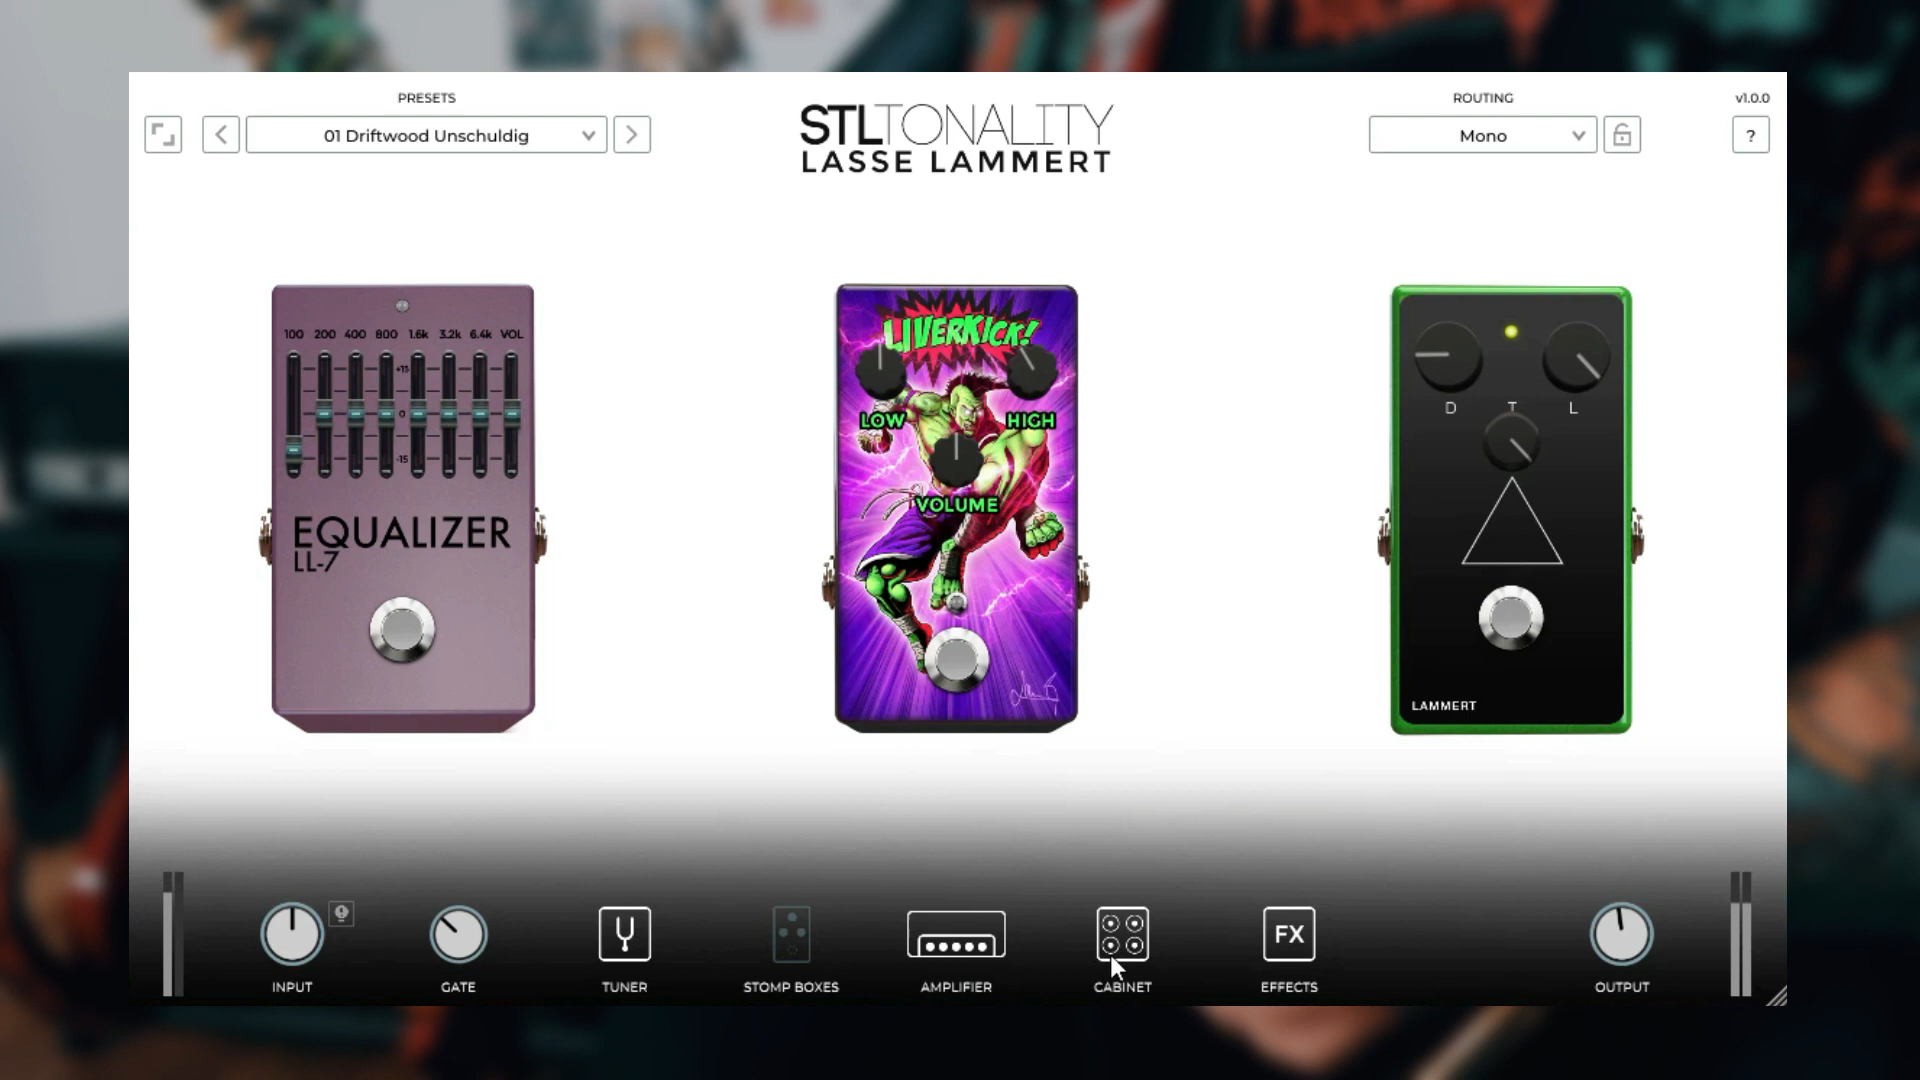 PRESETS
01 Driftwood Unschuldig
STLTONALITY
LASSE LAMMERT
ROUTING
Mono
v1.0.0
?
100 200 400 800 1.6k 3.2k 6.4k VOL
+15
0
-15
EQUALIZER
LL-7
LIVERKICK!
LOW
HIGH
VOLUME
D T L
LAMMERT
FX
INPUT
GATE
TUNER
STOMP BOXES
AMPLIFIER
CABINET
EFFECTS
OUTPUT